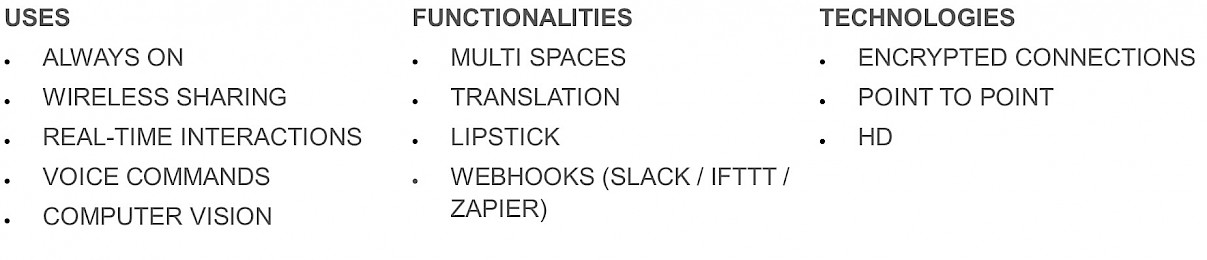 USES
• ALWAYS ON
• WIRELESS SHARING
• REAL-TIME INTERACTIONS
• VOICE COMMANDS
• COMPUTER VISION
FUNCTIONALITIES
• MULTI SPACES
• TRANSLATION
• LIPSTICK
• WEBHOOKS (SLACK / IFTTT /
ZAPIER)
TECHNOLOGIES
• ENCRYPTED CONNECTIONS
• POINT TO POINT
• HD